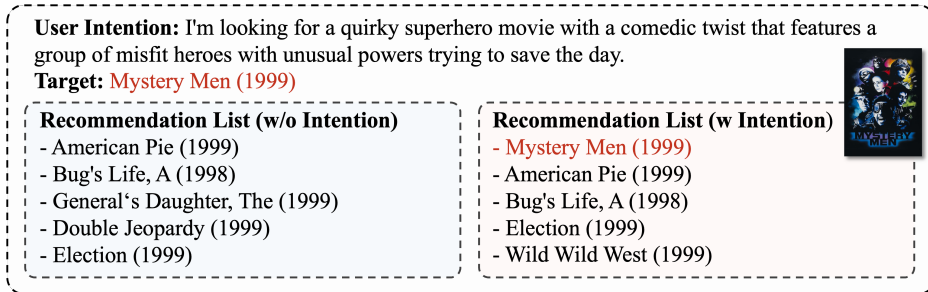 User Intention: I'm looking for a quirky superhero movie with a comedic twist that features a
group of misfit heroes with unusual powers trying to save the day.
Target: Mystery Men (1999)
Recommendation List (w/o Intention)
- American Pie (1999)
- Bug's Life, A (1998)
- General‘s Daughter, The (1999)
- Double Jeopardy (1999)
- Election (1999)
Recommendation List (w Intention)
- Mystery Men (1999)
- American Pie (1999)
- Bug's Life, A (1998)
- Election (1999)
- Wild Wild West (1999)
MYSTERY
MEN